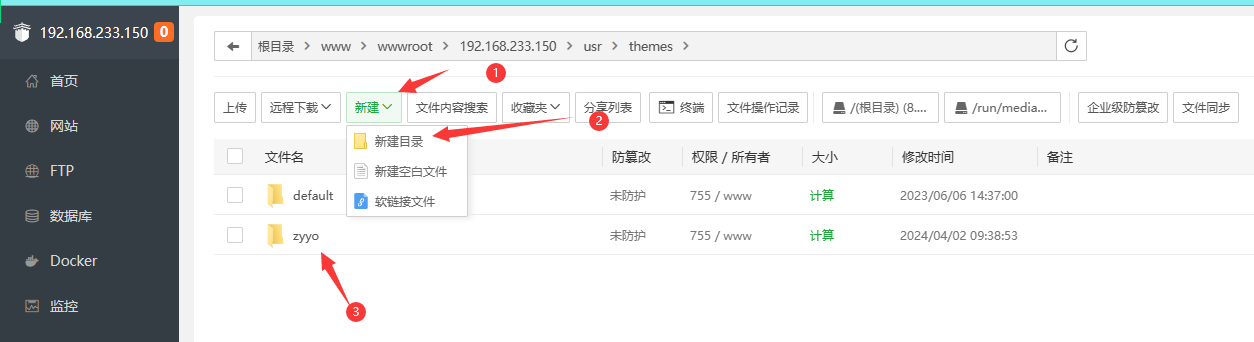 192.168.233.150 0
根目录 www wwwroot 192.168.233.150 usr themes
首页
网站
FTP
数据库
Docker
监控
1
上传 远程下载 新建 文件内容搜索 收藏夹 分享列表 终端 文件操作记录 /(根目录) (8.... /run/media... 企业级防篡改 文件同步
2
新建目录
新建空白文件
软链接文件
文件名 防篡改 权限 / 所有者 大小 修改时间 备注
default 未防护 755 / www 计算 2023/06/06 14:37:00
zyyo 未防护 755 / www 计算 2024/04/02 09:38:53
3